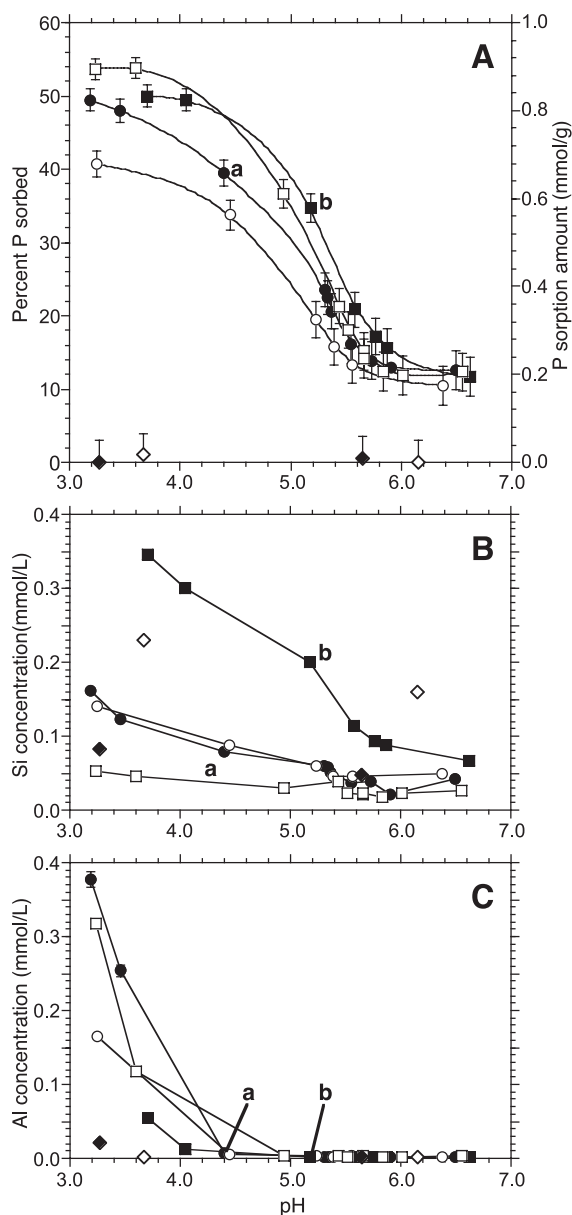 A
Percent P sorbed
P sorption amount (mmol/g)
60
50
40
30
20
10
0
1.0
0.8
0.6
0.4
0.2
0.0
a
b
3.0 4.0 5.0 6.0 7.0
B
Si concentration(mmol/L)
0.4
0.3
0.2
0.1
0.0
b
a
3.0 4.0 5.0 6.0 7.0
C
Al concentration (mmol/L)
0.4
0.3
0.2
0.1
0.0
a
b
3.0 4.0 5.0 6.0 7.0
pH